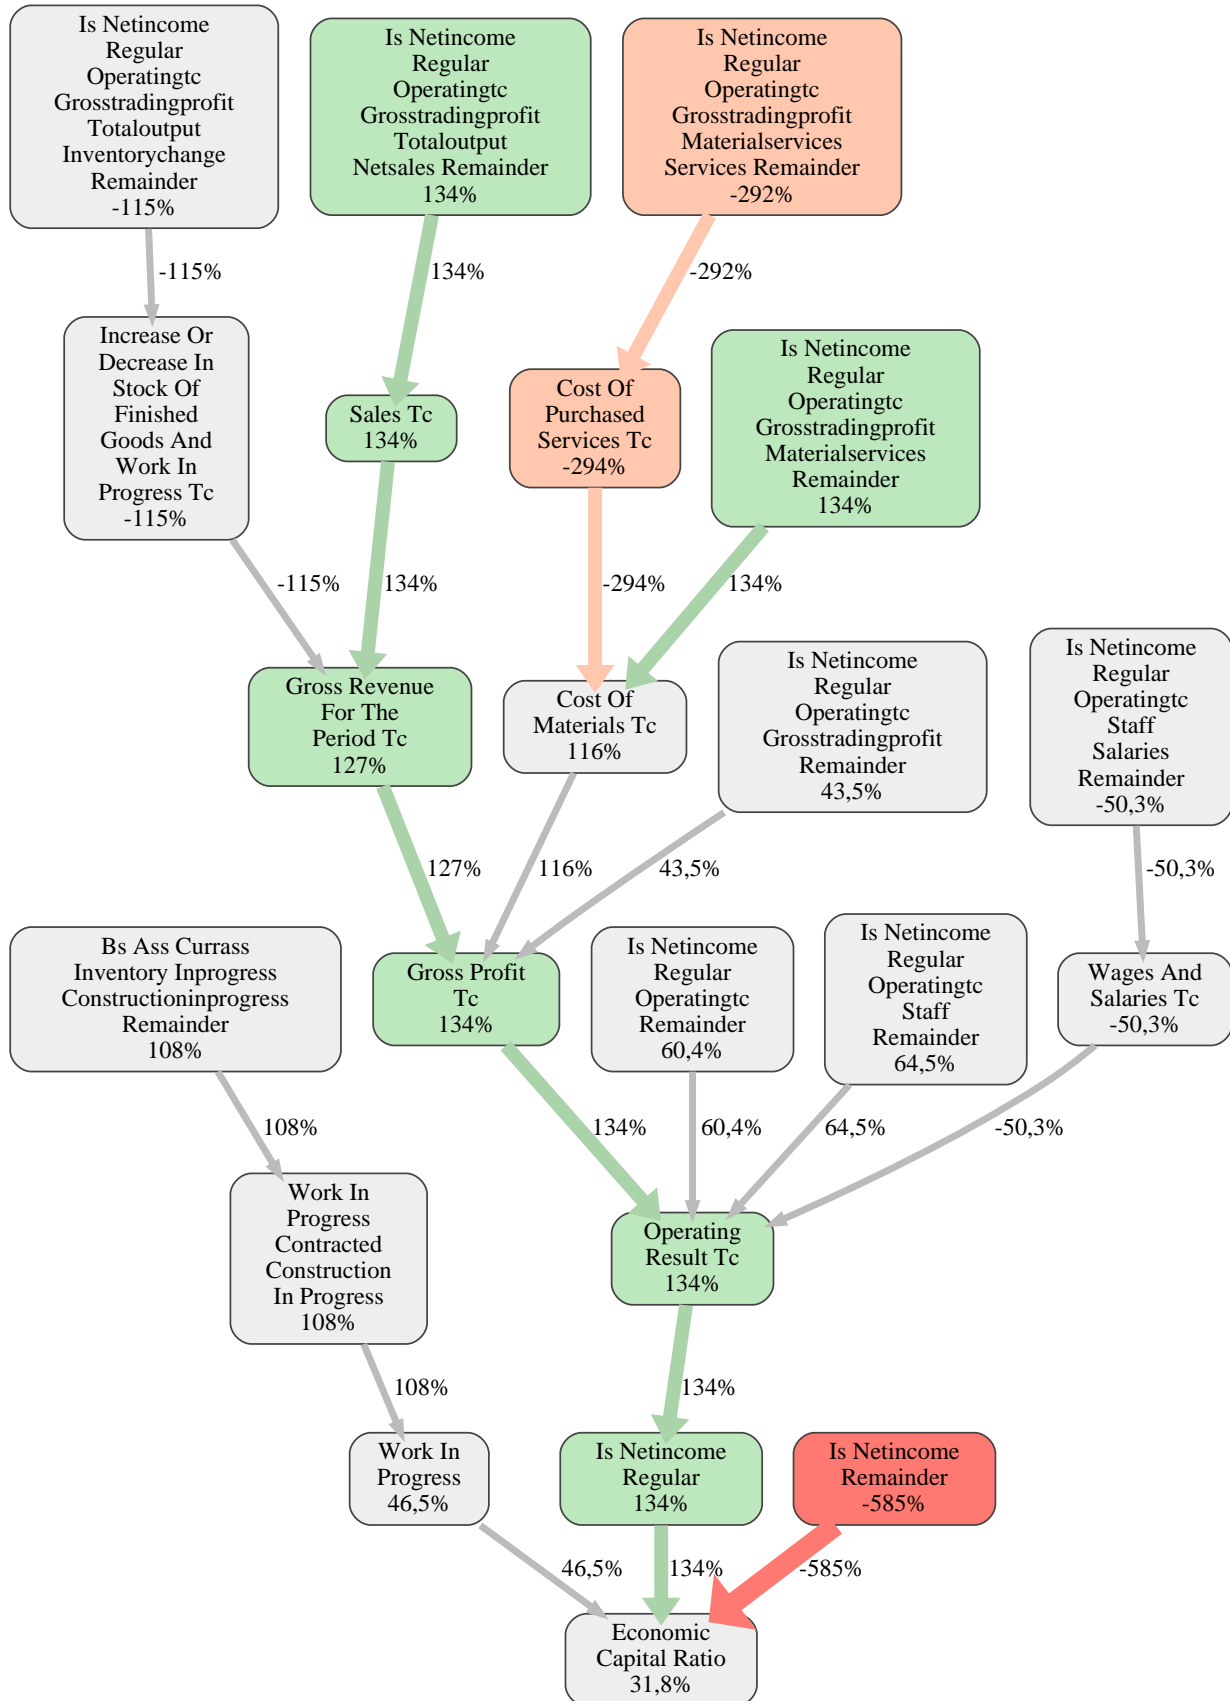 Is Netincome
Regular
Operatingtc
Grosstradingprofit
Totaloutput
Inventorychange
Remainder
-115%
Is Netincome
Regular
Operatingtc
Grosstradingprofit
Totaloutput
Netsales Remainder
134%
Is Netincome
Regular
Operatingtc
Grosstradingprofit
Materialservices
Services Remainder
-292%
-115%
134%
-292%
Increase Or
Decrease In
Stock Of
Finished
Goods And
Work In
Progress Tc
-115%
Sales Tc
134%
Cost Of
Purchased
Services Tc
-294%
Is Netincome
Regular
Operatingtc
Grosstradingprofit
Materialservices
Remainder
134%
-115%
134%
-294%
134%
Gross Revenue
For The
Period Tc
127%
Cost Of
Materials Tc
116%
Is Netincome
Regular
Operatingtc
Grosstradingprofit
Remainder
43,5%
Is Netincome
Regular
Operatingtc
Staff
Salaries
Remainder
-50,3%
127%
116%
43,5%
-50,3%
Bs Ass Currass
Inventory Inprogress
Constructioninprogress
Remainder
108%
Gross Profit
Tc
134%
Is Netincome
Regular
Operatingtc
Remainder
60,4%
Is Netincome
Regular
Operatingtc
Staff
Remainder
64,5%
Wages And
Salaries Tc
-50,3%
108%
134%
60,4%
64,5%
-50,3%
Work In
Progress
Contracted
Construction
In Progress
108%
Operating
Result Tc
134%
108%
134%
Work In
Progress
46,5%
Is Netincome
Regular
134%
Is Netincome
Remainder
-585%
46,5%
134%
-585%
Economic
Capital Ratio
31,8%